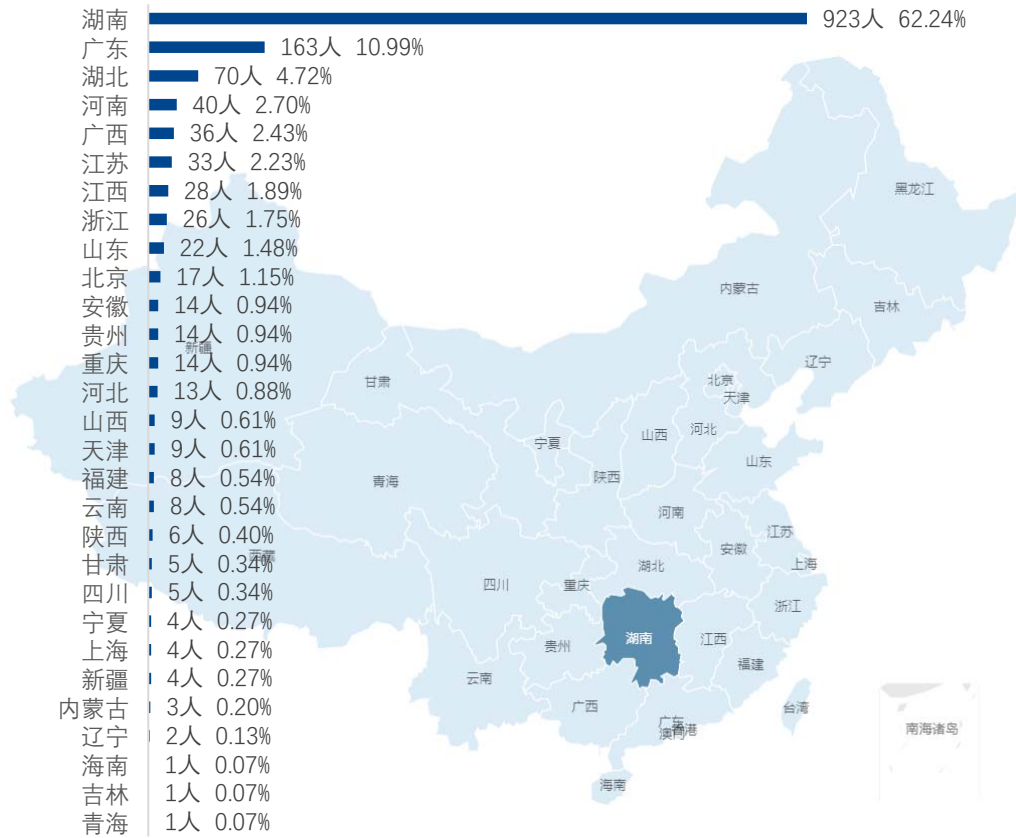 湖南 923人 62.24%
广东 163人 10.99%
湖北 70人 4.72%
河南 40人 2.70%
广西 36人 2.43%
江苏 33人 2.23%
江西 28人 1.89%
浙江 26人 1.75%
山东 22人 1.48%
北京 17人 1.15%
安徽 14人 0.94%
贵州 14人 0.94%
重庆 14人 0.94%
河北 13人 0.88%
山西 9人 0.61%
天津 9人 0.61%
福建 8人 0.54%
云南 8人 0.54%
陕西 6人 0.40%
甘肃 5人 0.34%
四川 5人 0.34%
宁夏 4人 0.27%
上海 4人 0.27%
新疆 4人 0.27%
内蒙古 3人 0.20%
辽宁 2人 0.13%
海南 1人 0.07%
吉林 1人 0.07%
青海 1人 0.07%
黑龙江
内蒙古
吉林
新疆
辽宁
甘肃
北京
天津
宁夏
山西
河北
山东
青海
陕西
河南
江苏
安徽
西藏
上海
湖北
四川
重庆
浙江
湖南
江西
贵州
福建
云南
广西
台湾
广东
香港
澳门
南海诸岛
海南